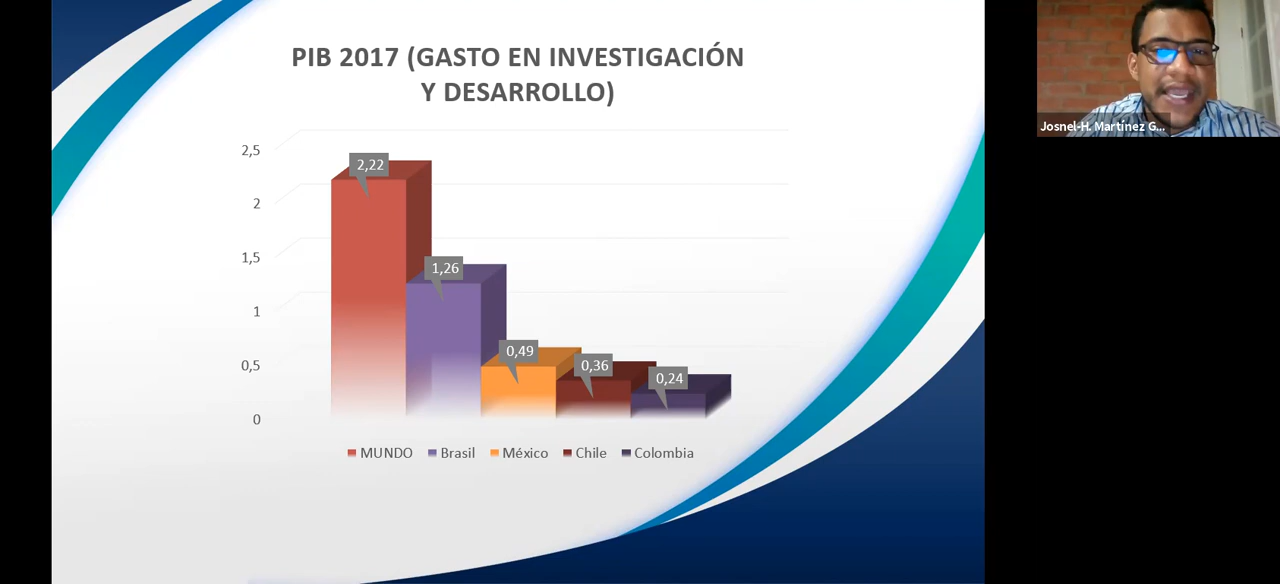 PIB 2017 (GASTO EN INVESTIGACIÓN
Y DESARROLLO)
2,5
2
1,5
1
0,5
0
2,22
1,26
0,49
0,36
0,24
MUNDO Brasil México Chile Colombia
Josnel-H. Martínez G...